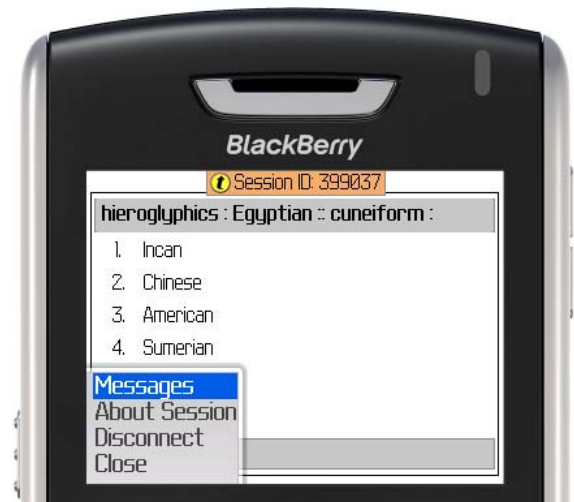 BlackBerry
t Session ID: 399037
hieroglyphics : Egyptian :: cuneiform :
1. Incan
2. Chinese
3. American
4. Sumerian
Messages
About Session
Disconnect
Close